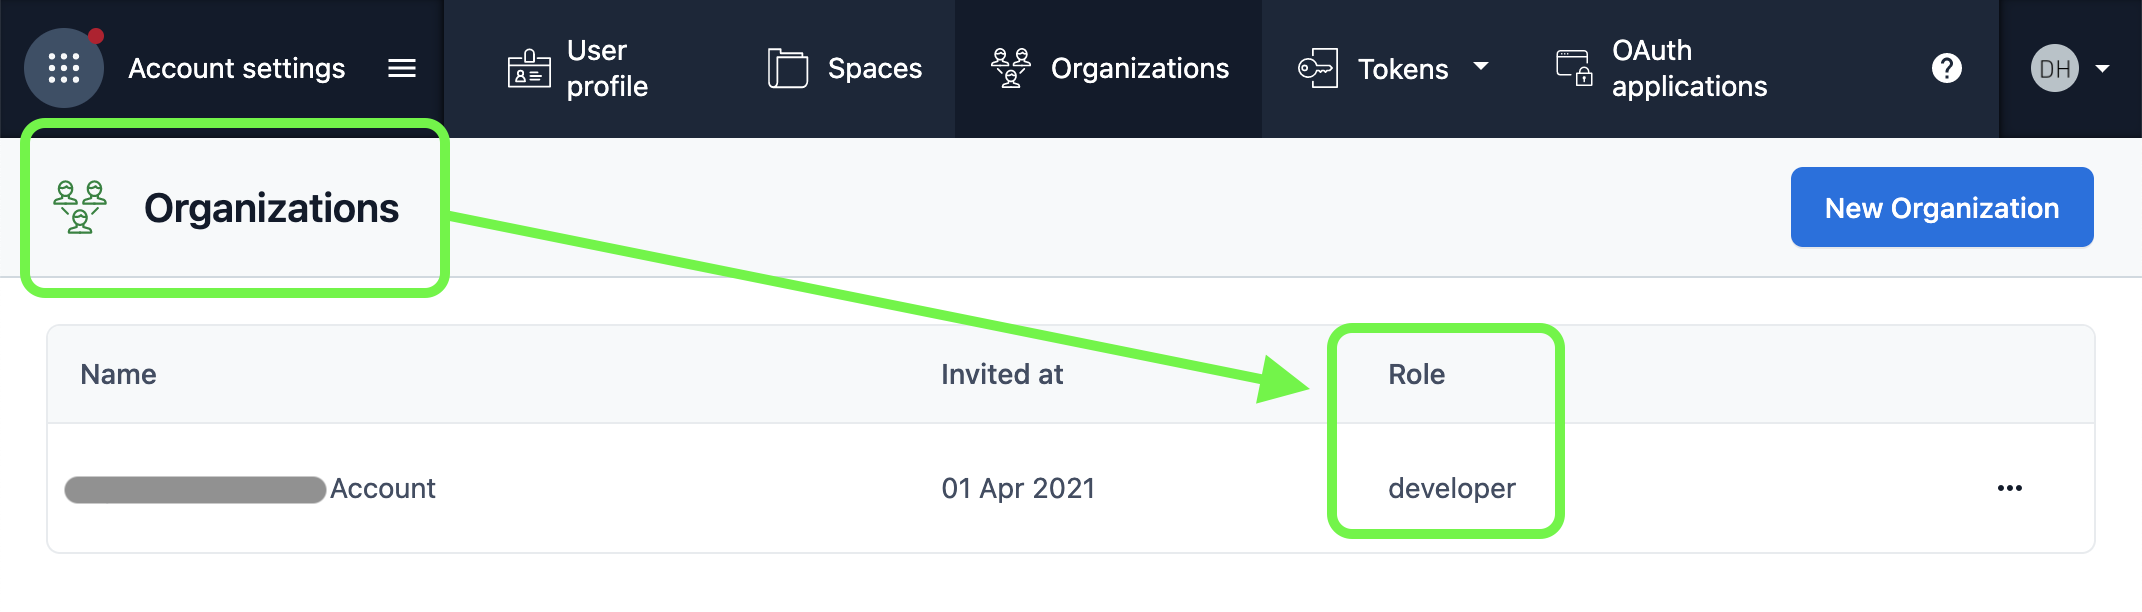 Account settings
User
profile
Spaces
Organizations
Tokens
OAuth
applications
?
DH
Organizations
New Organization
Name
Invited at
Role
Account
01 Apr 2021
developer